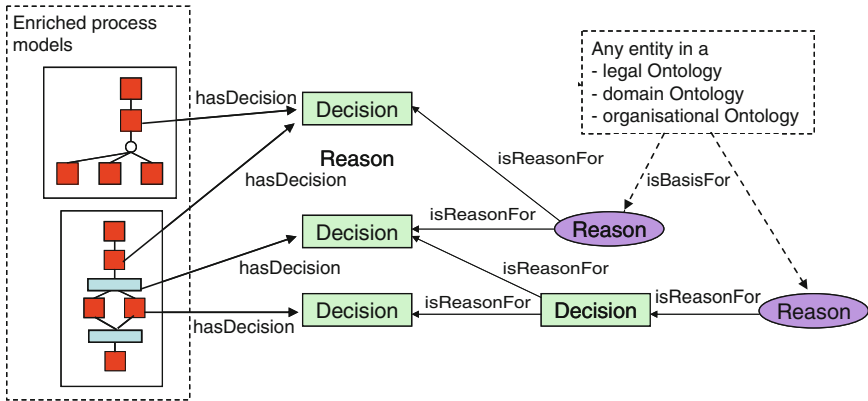 Enriched process
models
Any entity in a
- legal Ontology
- domain Ontology
- organisational Ontology
hasDecision
Decision
Reason
isReasonFor
hasDecision
isBasisFor
isReasonFor
Reason
Decision
hasDecision
isReasonFor
isReasonFor
isReasonFor
Decision
Decision
Reason
hasDecision